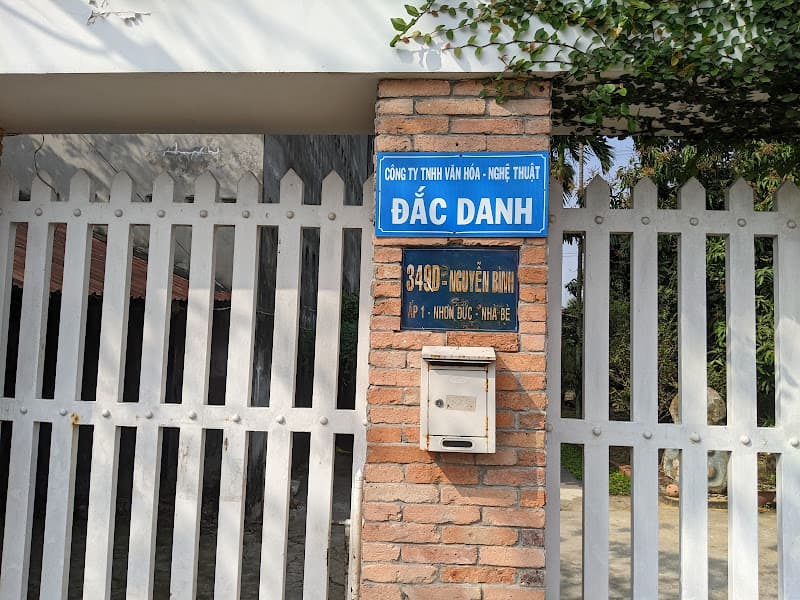 CÔNG TY TNHH VĂN HÓA - NGHỆ THUẬT
ĐẮC DANH
349D - NGUYỄN BÌNH
ẤP 1 - NHƠN ĐỨC - NHÀ BÈ